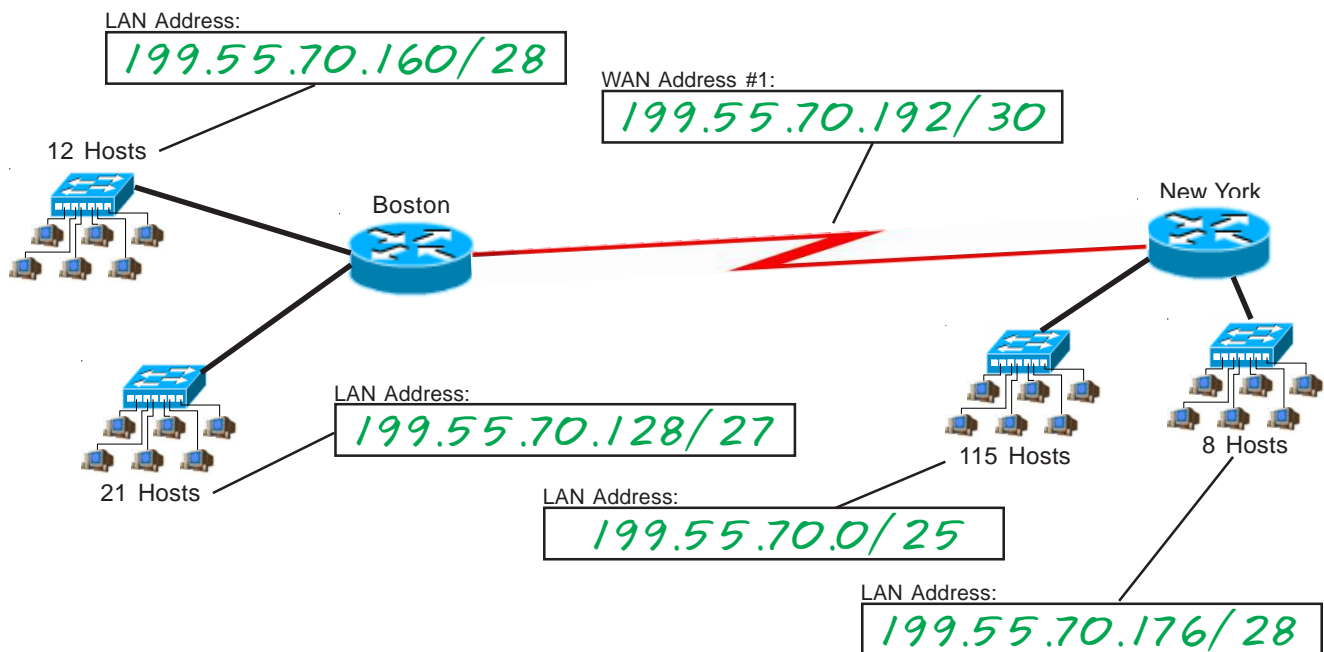 LAN Address:
199.55.70.160/28
WAN Address #1:
199.55.70.192/30
12 Hosts
Boston
New York
LAN Address:
199.55.70.128/27
21 Hosts
115 Hosts
8 Hosts
LAN Address:
199.55.70.0/25
LAN Address:
199.55.70.176/28